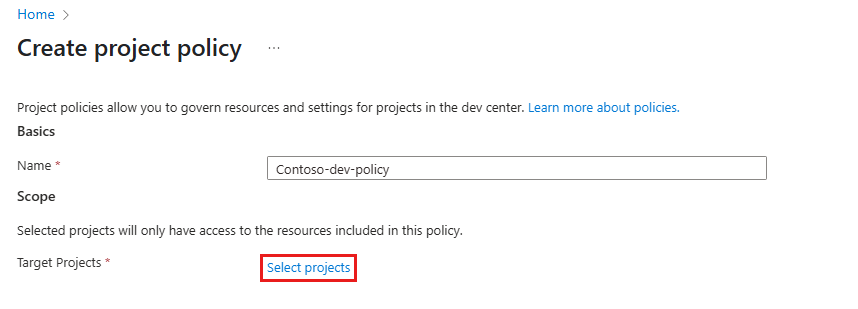 Home >
Create project policy ...
Project policies allow you to govern resources and settings for projects in the dev center. Learn more about policies.
Basics
Name * Contoso-dev-policy
Scope
Selected projects will only have access to the resources included in this policy.
Target Projects * Select projects